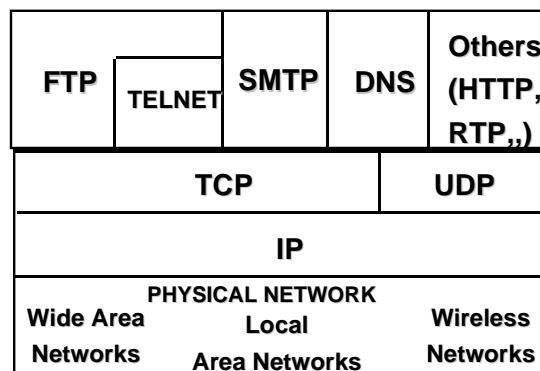 FTP
TELNET
SMTP
DNS
Others
(HTTP,
RTP,,)
TCP
UDP
IP
PHYSICAL NETWORK
Wide Area
Networks
Local
Area Networks
Wireless
Networks